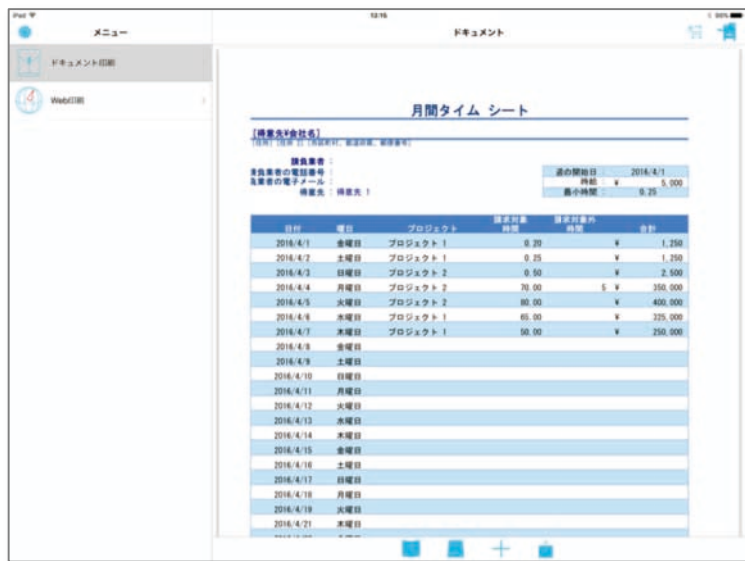 iPad 12:15 98%
メニュー ドキュメント
ドキュメント印刷
Web印刷
月間タイム シート
[得意先¥会社名]
請負業者 :
負業者の電話番号 :
負業者の電子メール :
得意先 : 得意先 1
週の開始日 : 2016/4/1
時給 : ¥ 5,000
最小時間 : 0.25
日付 曜日 プロジェクト 請求対象時間 請求対象外時間 合計
2016/4/1 金曜日 プロジェクト 1 0.20 ¥ 1,250
2016/4/2 土曜日 プロジェクト 1 0.25 ¥ 1,250
2016/4/3 日曜日 プロジェクト 2 0.50 ¥ 2,500
2016/4/4 月曜日 プロジェクト 2 70.00 5 ¥ 350,000
2016/4/5 火曜日 プロジェクト 2 80.00 ¥ 400,000
2016/4/6 水曜日 プロジェクト 1 65.00 ¥ 325,000
2016/4/7 木曜日 プロジェクト 1 50.00 ¥ 250,000
2016/4/8 金曜日
2016/4/9 土曜日
2016/4/10 日曜日
2016/4/11 月曜日
2016/4/12 火曜日
2016/4/13 水曜日
2016/4/14 木曜日
2016/4/15 金曜日
2016/4/16 土曜日
2016/4/17 日曜日
2016/4/18 月曜日
2016/4/19 火曜日
2016/4/21 木曜日